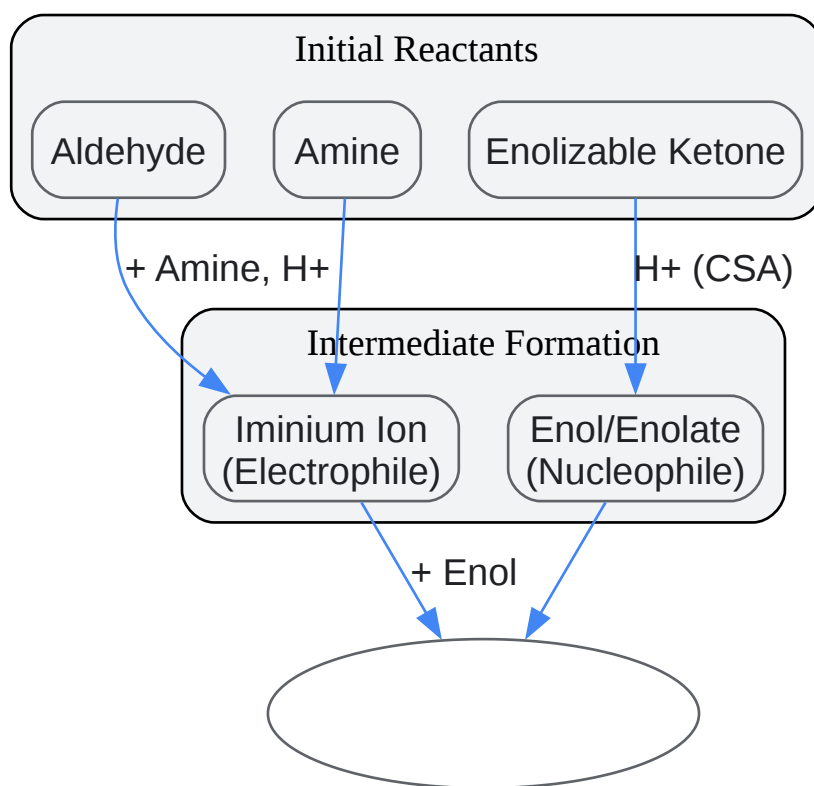 Initial Reactants
Aldehyde
Amine
Enolizable Ketone
+ Amine, H+
H+ (CSA)
Intermediate Formation
Iminium Ion
(Electrophile)
Enol/Enolate
(Nucleophile)
+ Enol